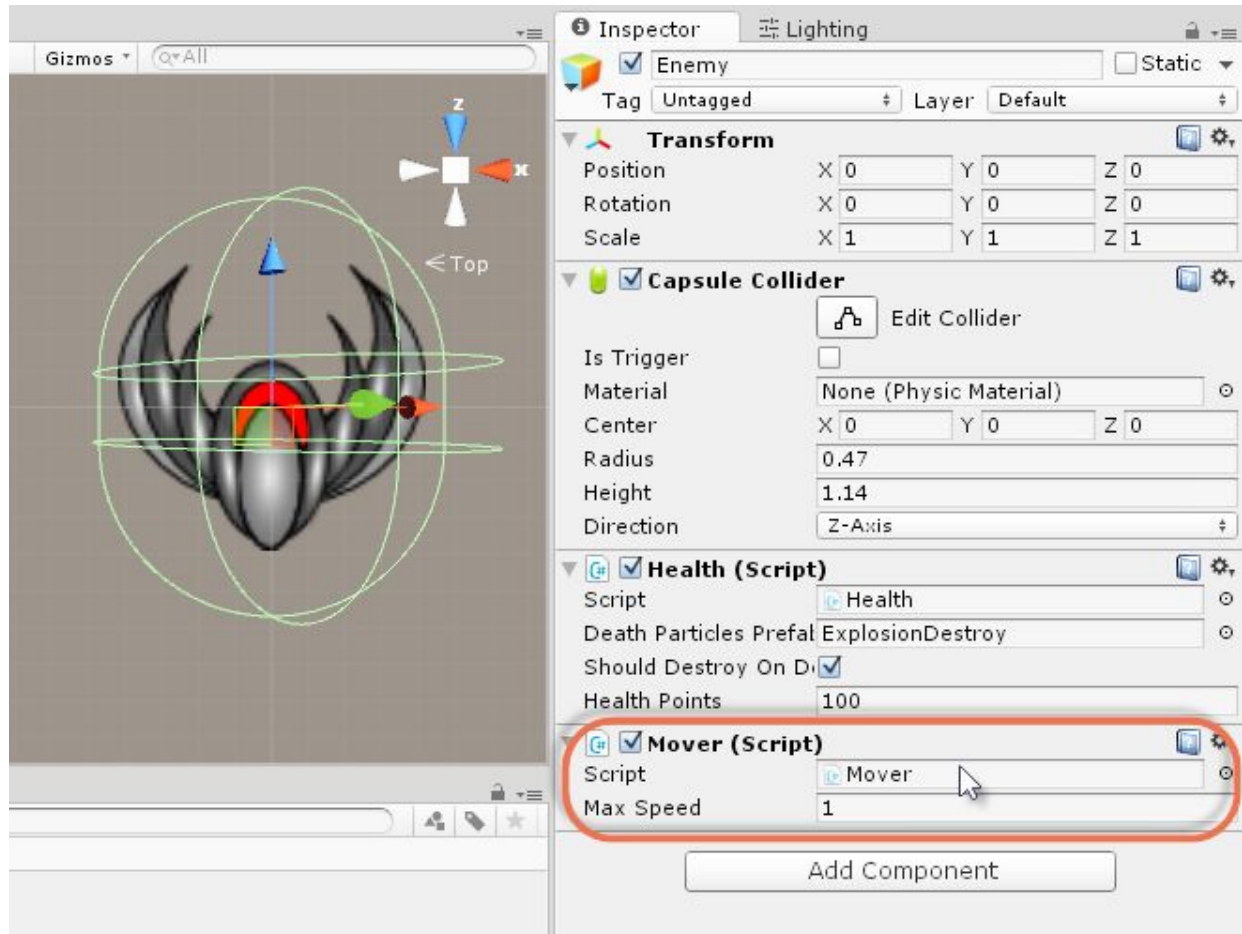 Inspector Lighting
Gizmos All
Enemy Static
Tag Untagged Layer Default
z
x
Top
Transform
Position X 0 Y 0 Z 0
Rotation X 0 Y 0 Z 0
Scale X 1 Y 1 Z 1
Capsule Collider
Edit Collider
Is Trigger
Material None (Physic Material)
Center X 0 Y 0 Z 0
Radius 0.47
Height 1.14
Direction Z-Axis
Health (Script)
Script Health
Death Particles Prefab ExplosionDestroy
Should Destroy On D
Health Points 100
Mover (Script)
Script Mover
Max Speed 1
Add Component